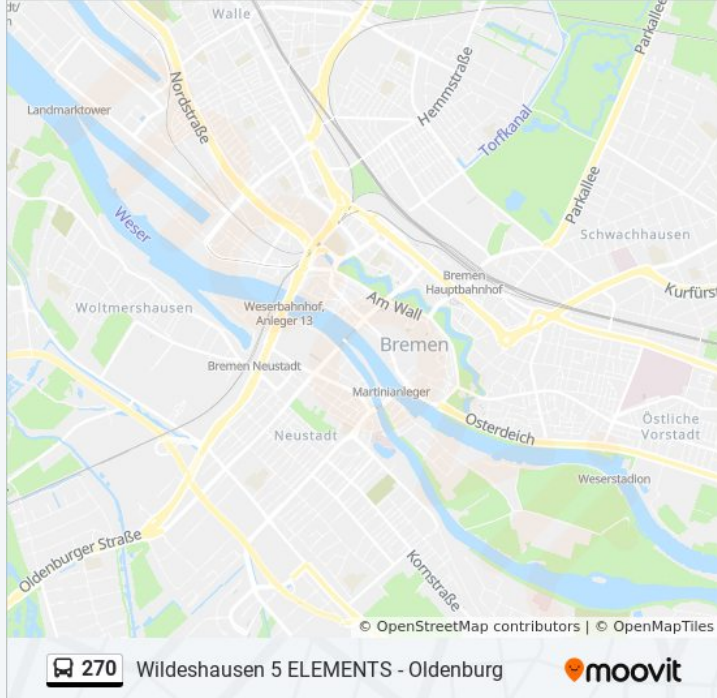 dt/
Walle
Parkallee
Hemmstraße
Nordstraße
Landmarktower
Torfkanal
Parkallee
Weser
Schwachhausen
Bremen
Hauptbahnhof
Kurfürst
Am Wall
Woltmershausen
Weserbahnhof,
Anleger 13
Bremen
Bremen Neustadt
Martinianleger
Osterdeich
Östliche
Vorstadt
Neustadt
Weserstadion
Oldenburger Straße
Kornstraße
© OpenStreetMap contributors | © OpenMapTiles
270 Wildeshausen 5 ELEMENTS - Oldenburg
moovit